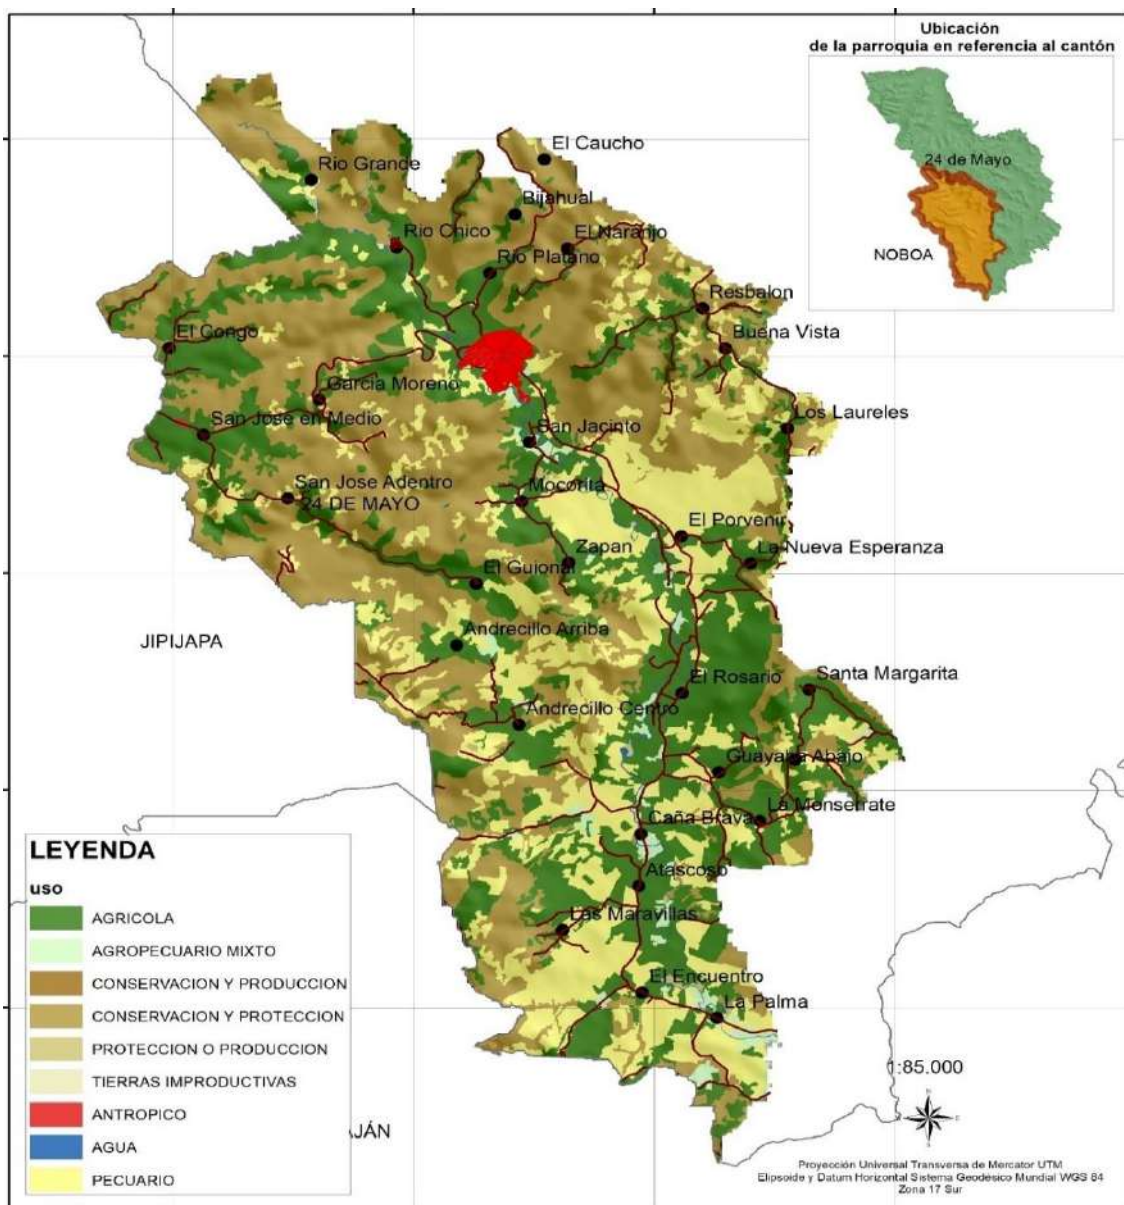 Ubicación
de la parroquia en referencia al cantón
24 de Mayo
NOBOA
El Caucho
Rio Grande
Bijahual
Rio Chico
El Naranjo
Rio Platano
Resbalon
El Congo
Buena Vista
Garcia Moreno
San Jose en Medio
San Jacinto
Los Laureles
San Jose Adentro
24 DE MAYO
Mocorita
El Porvenir
Zapan
La Nueva Esperanza
El Guional
JIPIJAPA
Andrecillo Arriba
El Rosario
Santa Margarita
Andrecillo Centro
Guayaba Abajo
Caña Brava
La Monserrate
Atascoso
Las Maravillas
El Encuentro
La Palma
LEYENDA
uso
AGRICOLA
AGROPECUARIO MIXTO
CONSERVACION Y PRODUCCION
CONSERVACION Y PROTECCION
PROTECCION O PRODUCCION
TIERRAS IMPRODUCTIVAS
ANTROPICO
AGUA
PECUARIO
JÁN
1:85.000
Proyección Universal Transversa de Mercator UTM
Elipsoide y Datum Horizontal Sistema Geodésico Mundial WGS 84
Zona 17 Sur